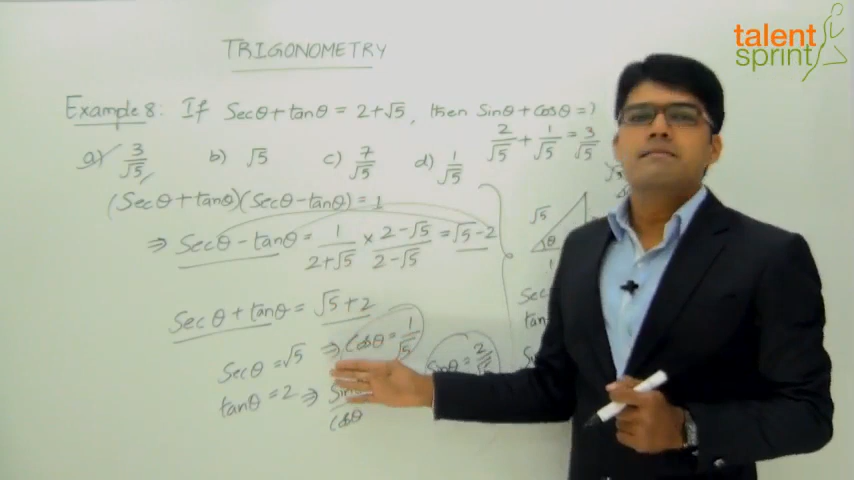 talent
sprint
TRIGONOMETRY
Example 8: If Secθ+tanθ = 2+√5, then Sinθ+Cosθ=?
a) 3/√5 b) √5 c) 7/√5 d) 1/√5
2/√5 + 1/√5 = 3/√5
(Secθ+tanθ)(Secθ-tanθ)=1
⇒ Secθ-tanθ = 1/(2+√5) × (2-√5)/(2-√5) = √5-2
Secθ+tanθ = √5+2
Secθ = √5 ⇒ Cosθ = 1/√5
tanθ = 2 ⇒
Cosθ
Sinθ = 2/√5
√5
θ
1
Sec
tan